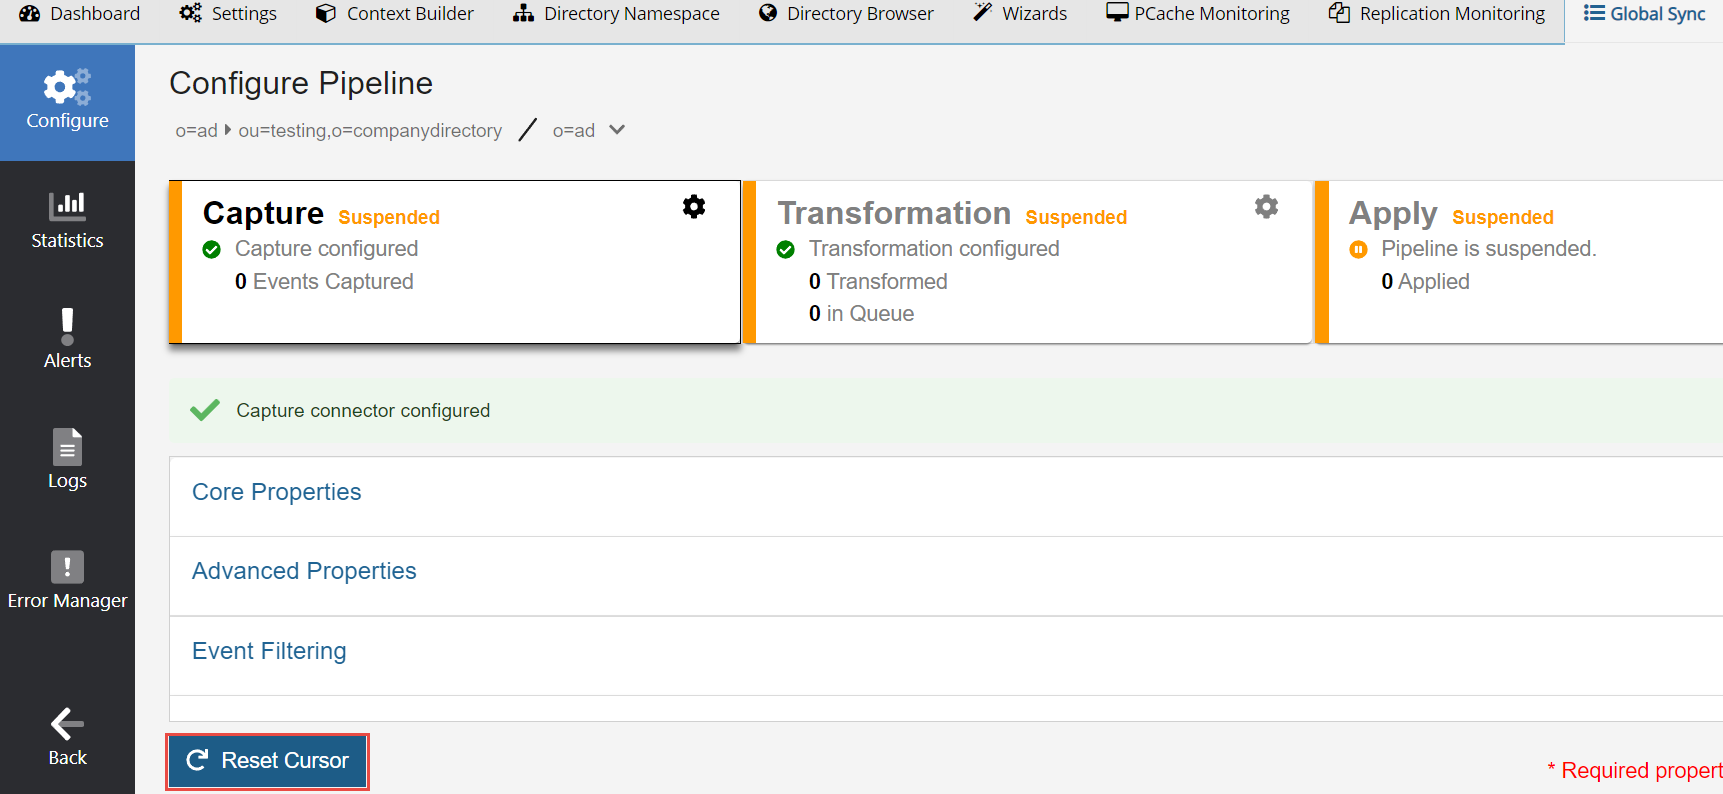 Dashboard Settings Context Builder Directory Namespace Directory Browser Wizards PCache Monitoring Replication Monitoring Global Sync
Configure
Statistics
Alerts
Logs
Error Manager
Back
Configure Pipeline
o=ad ou=testing,o=companydirectory / o=ad
Capture Suspended
Capture configured
0 Events Captured
Transformation Suspended
Transformation configured
0 Transformed
0 in Queue
Apply Suspended
Pipeline is suspended.
0 Applied
Capture connector configured
Core Properties
Advanced Properties
Event Filtering
Reset Cursor
* Required propert